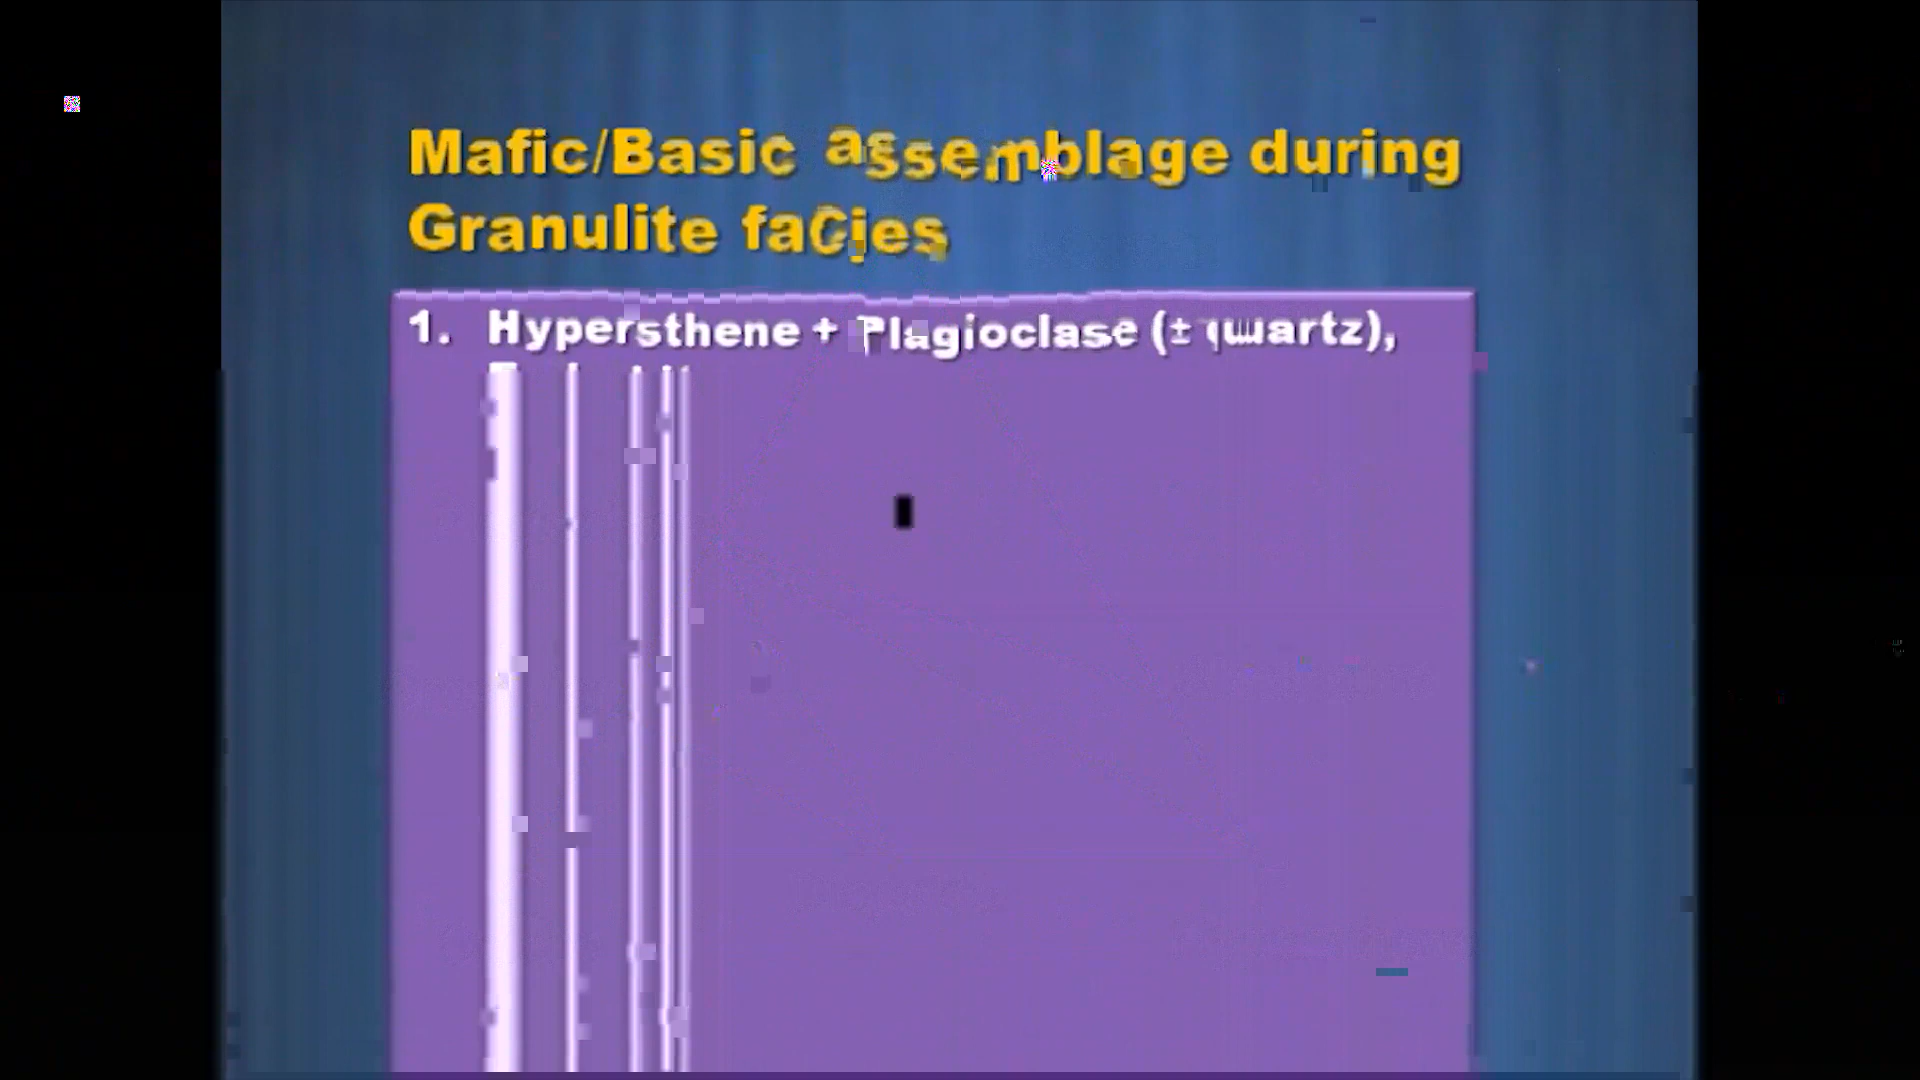 Mafic/Basic assemblage during
Granulite facies
1. Hypersthene + Plagioclase (± quartz),